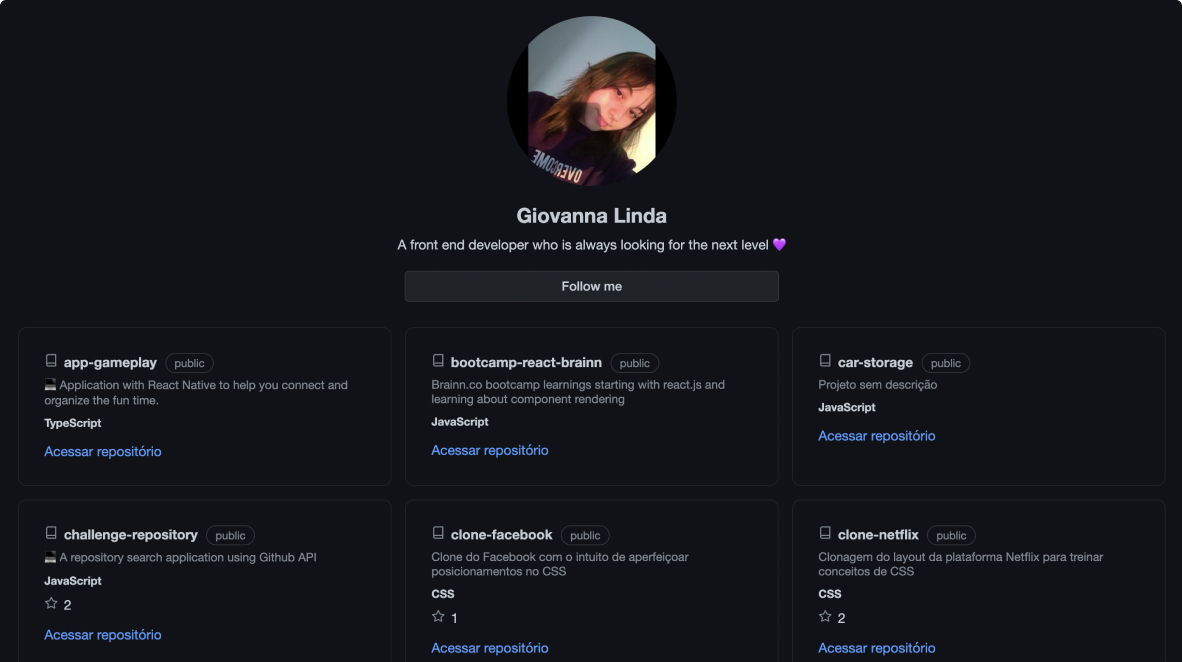 OVERCOME
Giovanna Linda
A front end developer who is always looking for the next level 💜
Follow me
app-gameplay public
💻 Application with React Native to help you connect and
organize the fun time.
TypeScript
Acessar repositório
bootcamp-react-brainn public
Brainn.co bootcamp learnings starting with react.js and
learning about component rendering
JavaScript
Acessar repositório
car-storage public
Projeto sem descrição
JavaScript
Acessar repositório
challenge-repository public
💻 A repository search application using Github API
JavaScript
2
Acessar repositório
clone-facebook public
Clone do Facebook com o intuito de aperfeiçoar
posicionamentos no CSS
CSS
1
Acessar repositório
clone-netflix public
Clonagem do layout da plataforma Netflix para treinar
conceitos de CSS
CSS
2
Acessar repositório